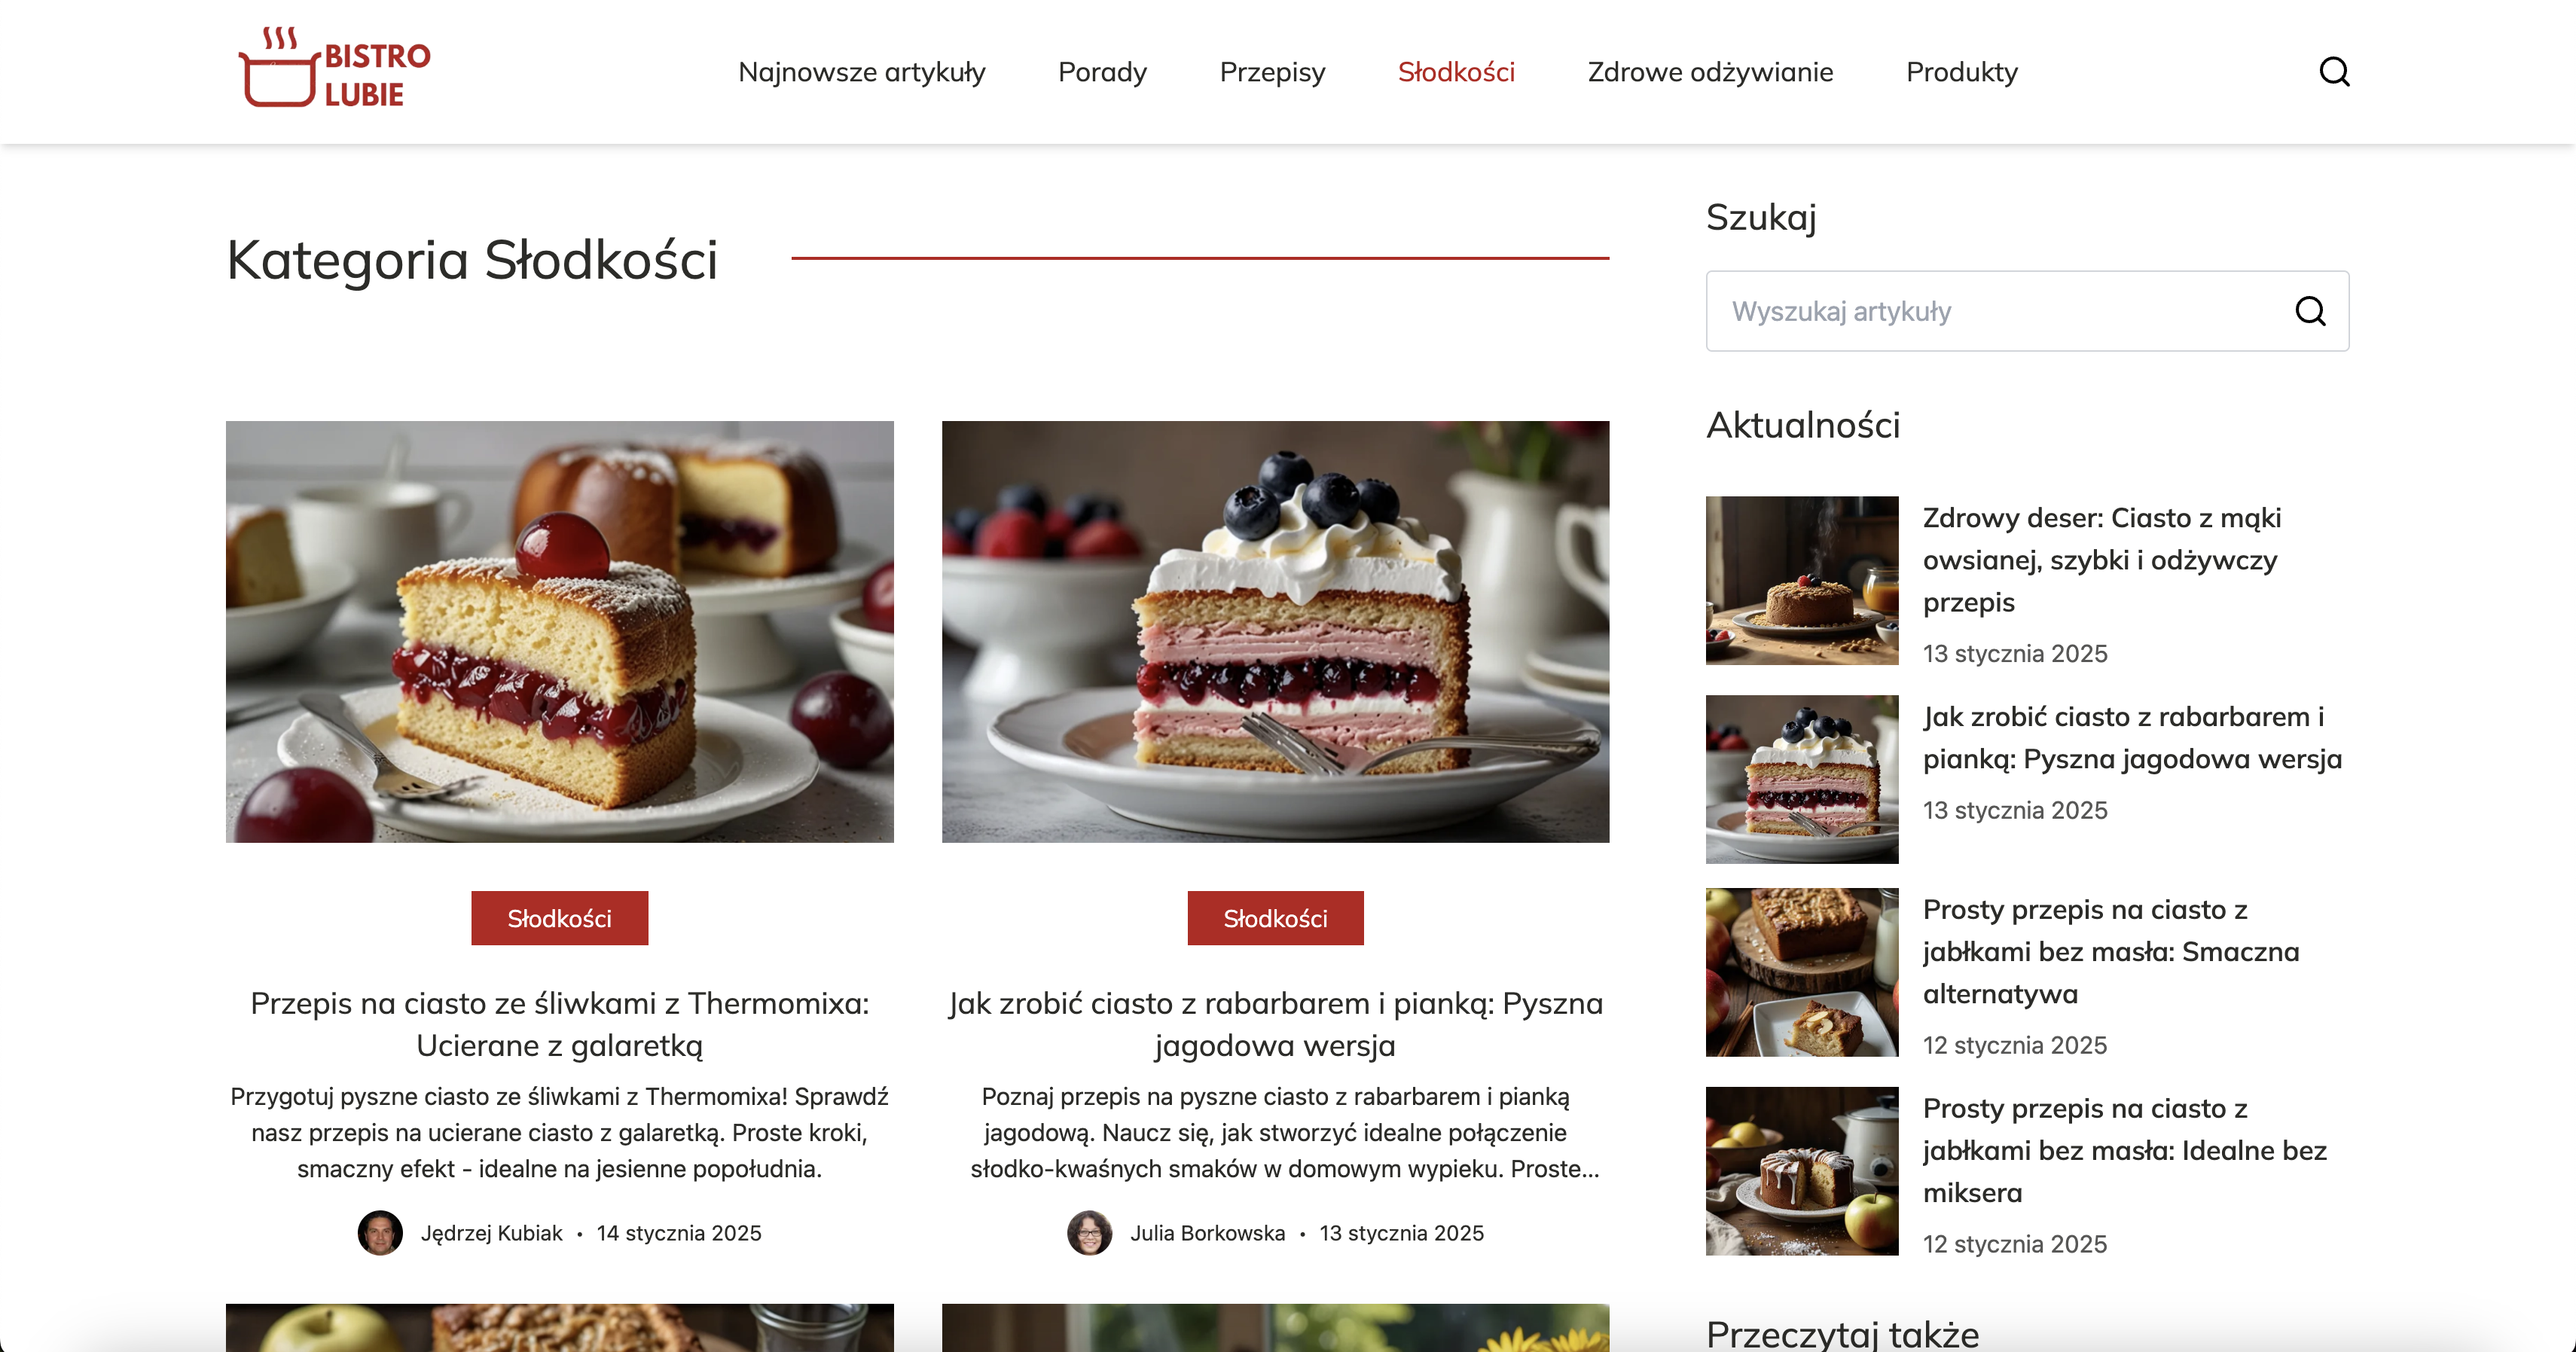 BISTRO
LUBIE
Najnowsze artykuły
Porady
Przepisy
Słodkości
Zdrowe odżywianie
Produkty
Kategoria Słodkości
Słodkości
Przepis na ciasto ze śliwkami z Thermomixa:
Ucierane z galaretką
Przygotuj pyszne ciasto ze śliwkami z Thermomixa! Sprawdź
nasz przepis na ucierane ciasto z galaretką. Proste kroki,
smaczny efekt - idealne na jesienne popołudnia.
Jędrzej Kubiak • 14 stycznia 2025
Słodkości
Jak zrobić ciasto z rabarbarem i pianką: Pyszna
jagodowa wersja
Poznaj przepis na pyszne ciasto z rabarbarem i pianką
jagodową. Naucz się, jak stworzyć idealne połączenie
słodko-kwaśnych smaków w domowym wypieku. Proste...
Julia Borkowska • 13 stycznia 2025
Szukaj
Wyszukaj artykuły
Aktualności
Zdrowy deser: Ciasto z mąki
owsianej, szybki i odżywczy
przepis
13 stycznia 2025
Jak zrobić ciasto z rabarbarem i
pianką: Pyszna jagodowa wersja
13 stycznia 2025
Prosty przepis na ciasto z
jabłkami bez masła: Smaczna
alternatywa
12 stycznia 2025
Prosty przepis na ciasto z
jabłkami bez masła: Idealne bez
miksera
12 stycznia 2025
Przeczytaj także